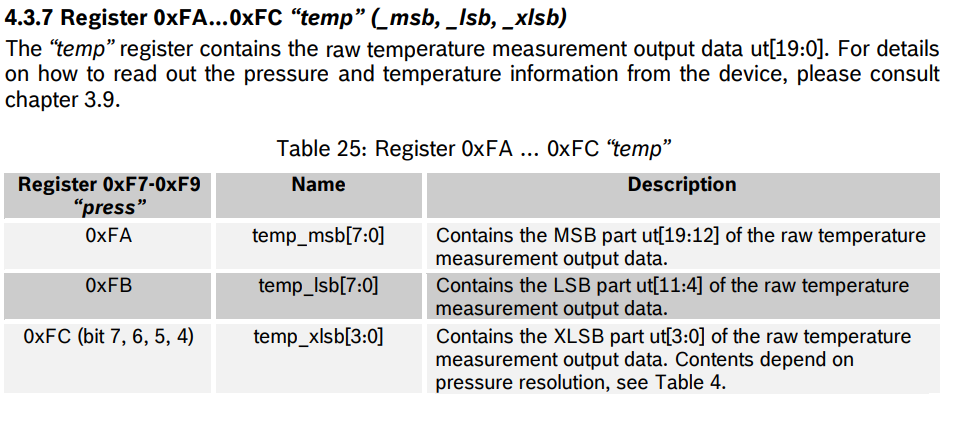 4.3.7 Register 0xFA…0xFC “temp” (_msb, _lsb, _xlsb)
The “temp” register contains the raw temperature measurement output data ut[19:0]. For details
on how to read out the pressure and temperature information from the device, please consult
chapter 3.9.
Table 25: Register 0xFA … 0xFC “temp”
Register 0xF7-0xF9
“press”
Name
Description
0xFA
temp_msb[7:0]
Contains the MSB part ut[19:12] of the raw temperature
measurement output data.
0xFB
temp_lsb[7:0]
Contains the LSB part ut[11:4] of the raw temperature
measurement output data.
0xFC (bit 7, 6, 5, 4)
temp_xlsb[3:0]
Contains the XLSB part ut[3:0] of the raw temperature
measurement output data. Contents depend on
pressure resolution, see Table 4.